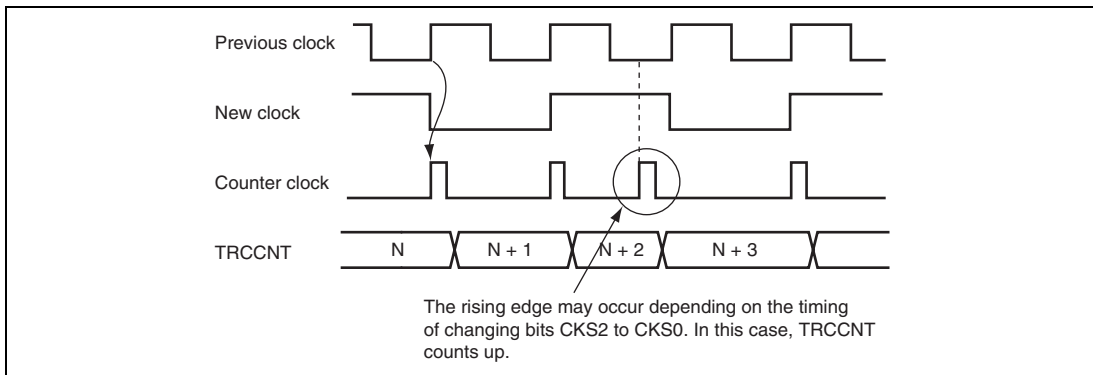 Previous clock
New clock
Counter clock
TRCCNT N N + 1 N + 2 N + 3
The rising edge may occur depending on the timing
of changing bits CKS2 to CKS0. In this case, TRCCNT
counts up.